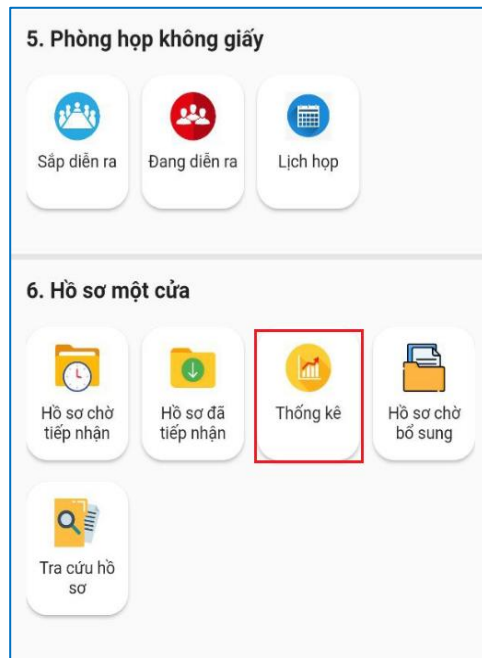 5. Phòng họp không giấy
Sắp diễn ra
Đang diễn ra
Lịch họp
6. Hồ sơ một cửa
Hồ sơ chờ
tiếp nhận
Hồ sơ đã
tiếp nhận
Thống kê
Hồ sơ chờ
bổ sung
Tra cứu hồ
sơ